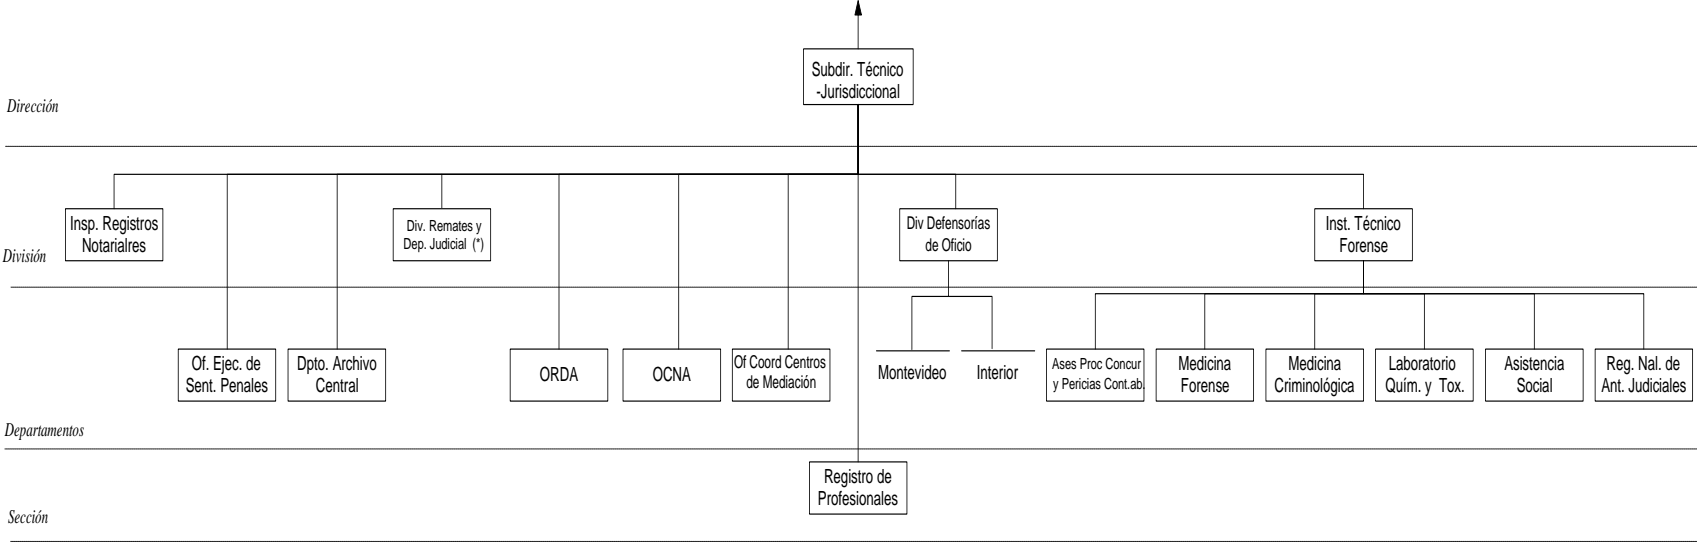 Subdir. Técnico
-Jurisdiccional
Dirección
Insp. Registros
Notarialres
Div. Remates y
Dep. Judicial (*)
Div Defensorías
de Oficio
Inst. Técnico
Forense
División
Of. Ejec. de
Sent. Penales
Dpto. Archivo
Central
ORDA
OCNA
Of Coord Centros
de Mediación
Montevideo
Interior
Ases Proc Concur
y Pericias Cont.ab.
Medicina
Forense
Medicina
Criminológica
Laboratorio
Quím. y Tox.
Asistencia
Social
Reg. Nal. de
Ant. Judiciales
Departamentos
Registro de
Profesionales
Sección